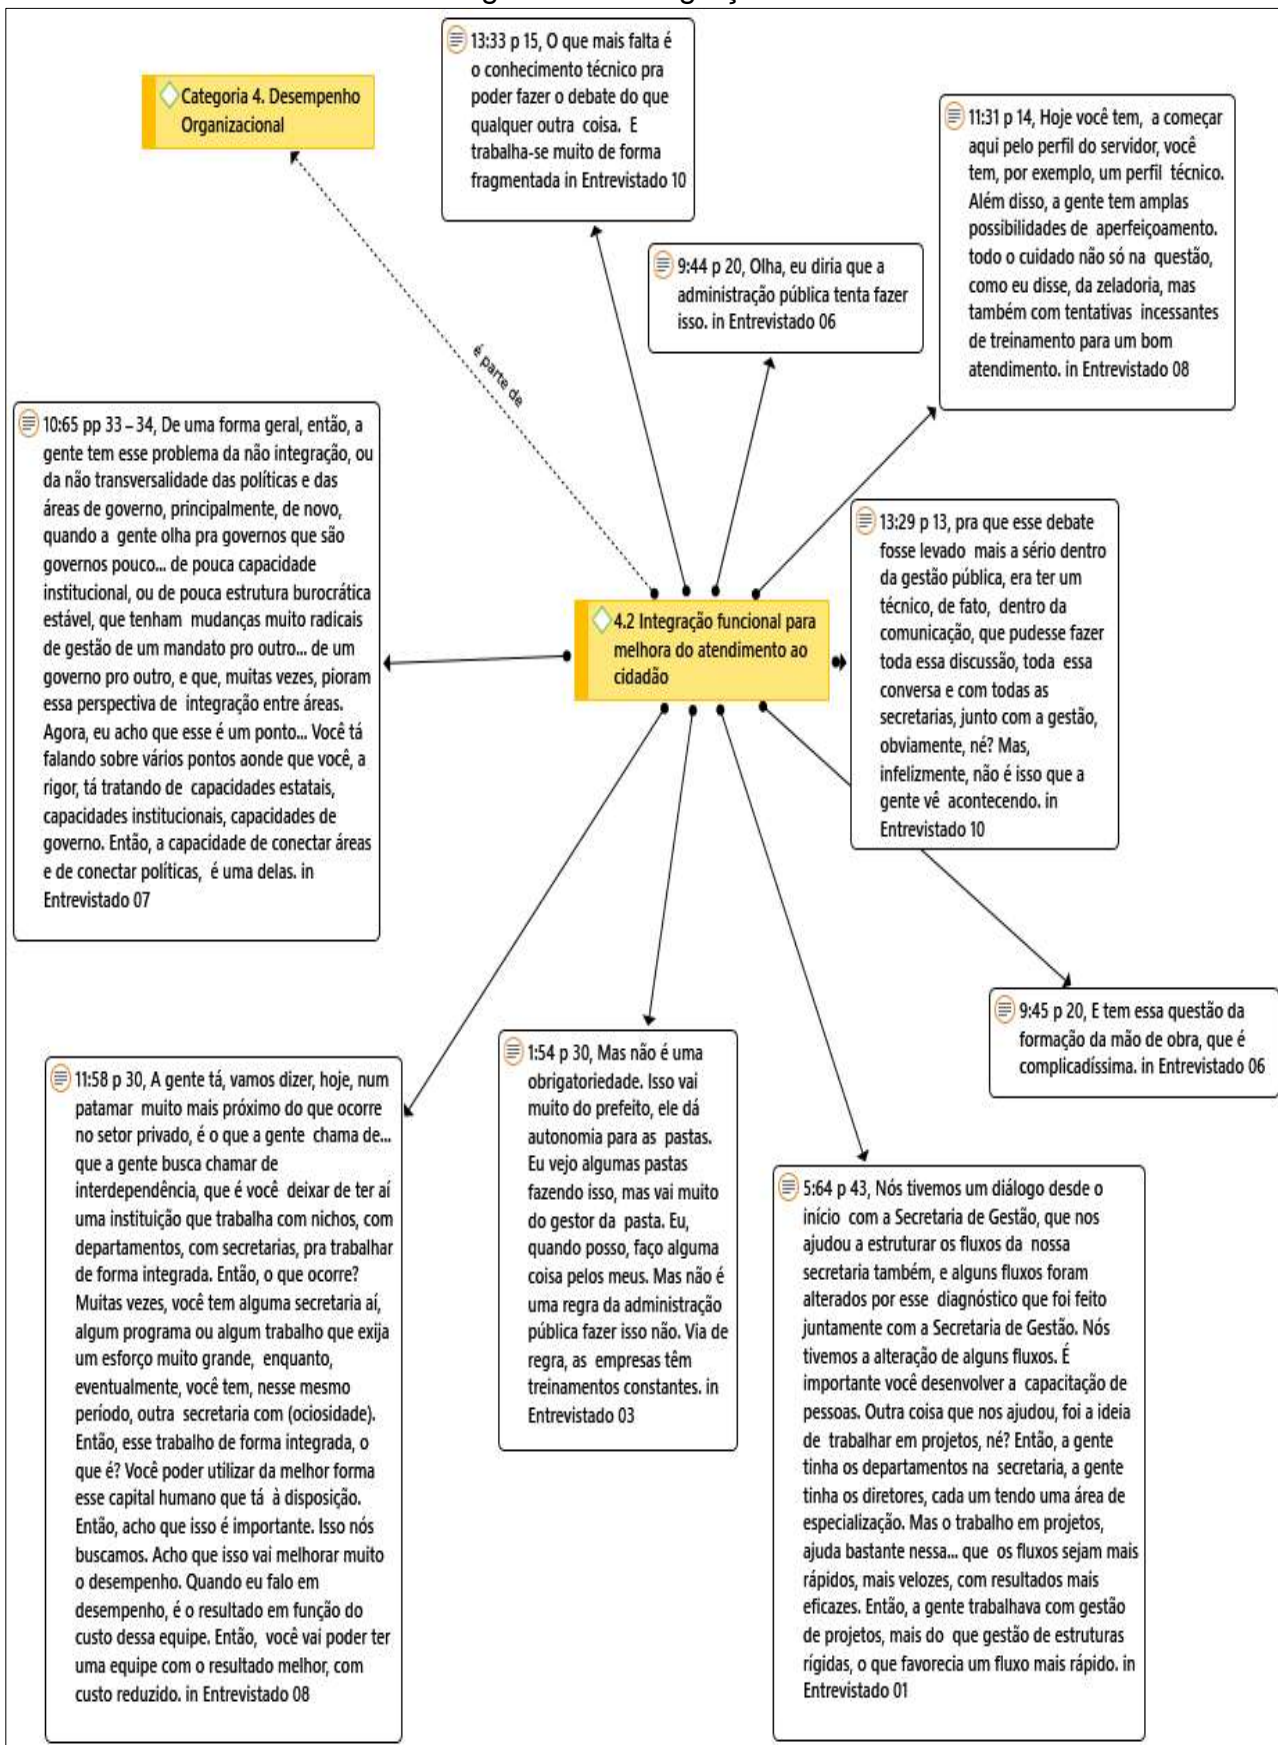 13:33 p 15, O que mais falta é
o conhecimento técnico pra
poder fazer o debate do que
qualquer outra coisa. E
trabalha-se muito de forma
fragmentada in Entrevistado 10
Categoria 4. Desempenho
Organizacional
11:31 p 14, Hoje você tem, a começar
aqui pelo perfil do servidor, você
tem, por exemplo, um perfil técnico.
Além disso, a gente tem amplas
possibilidades de aperfeiçoamento.
todo o cuidado não só na questão,
como eu disse, da zeladoria, mas
também com tentativas incessantes
de treinamento para um bom
atendimento. in Entrevistado 08
9:44 p 20, Olha, eu diria que a
administração pública tenta fazer
isso. in Entrevistado 06
é parte de
10:65 pp 33 – 34, De uma forma geral, então, a
gente tem esse problema da não integração, ou
da não transversalidade das políticas e das
áreas de governo, principalmente, de novo,
quando a gente olha pra governos que são
governos pouco... de pouca capacidade
institucional, ou de pouca estrutura burocrática
estável, que tenham mudanças muito radicais
de gestão de um mandato pro outro... de um
governo pro outro, e que, muitas vezes, pioram
essa perspectiva de integração entre áreas.
Agora, eu acho que esse é um ponto... Você tá
falando sobre vários pontos aonde que você, a
rigor, tá tratando de capacidades estatais,
capacidades institucionais, capacidades de
governo. Então, a capacidade de conectar áreas
e de conectar políticas, é uma delas. in
Entrevistado 07
4.2 Integração funcional para
melhora do atendimento ao
cidadão
13:29 p 13, pra que esse debate
fosse levado mais a sério dentro
da gestão pública, era ter um
técnico, de fato, dentro da
comunicação, que pudesse fazer
toda essa discussão, toda essa
conversa e com todas as
secretarias, junto com a gestão,
obviamente, né? Mas,
infelizmente, não é isso que a
gente vê acontecendo. in
Entrevistado 10
9:45 p 20, E tem essa questão da
formação da mão de obra, que é
complicadíssima. in Entrevistado 06
11:58 p 30, A gente tá, vamos dizer, hoje, num
patamar muito mais próximo do que ocorre
no setor privado, é o que a gente chama de...
que a gente busca chamar de
interdependência, que é você deixar de ter aí
uma instituição que trabalha com nichos, com
departamentos, com secretarias, pra trabalhar
de forma integrada. Então, o que ocorre?
Muitas vezes, você tem alguma secretaria aí,
algum programa ou algum trabalho que exija
um esforço muito grande, enquanto,
eventualmente, você tem, nesse mesmo
período, outra secretaria com (ociosidade).
Então, esse trabalho de forma integrada, o
que é? Você poder utilizar da melhor forma
esse capital humano que tá à disposição.
Então, acho que isso é importante. Isso nós
buscamos. Acho que isso vai melhorar muito
o desempenho. Quando eu falo em
desempenho, é o resultado em função do
custo dessa equipe. Então, você vai poder ter
uma equipe com o resultado melhor, com
custo reduzido. in Entrevistado 08
1:54 p 30, Mas não é uma
obrigatoriedade. Isso vai
muito do prefeito, ele dá
autonomia para as pastas.
Eu vejo algumas pastas
fazendo isso, mas vai muito
do gestor da pasta. Eu,
quando posso, faço alguma
coisa pelos meus. Mas não é
uma regra da administração
pública fazer isso não. Via de
regra, as empresas têm
treinamentos constantes. in
Entrevistado 03
5:64 p 43, Nós tivemos um diálogo desde o
início com a Secretaria de Gestão, que nos
ajudou a estruturar os fluxos da nossa
secretaria também, e alguns fluxos foram
alterados por esse diagnóstico que foi feito
juntamente com a Secretaria de Gestão. Nós
tivemos a alteração de alguns fluxos. É
importante você desenvolver a capacitação de
pessoas. Outra coisa que nos ajudou, foi a ideia
de trabalhar em projetos, né? Então, a gente
tinha os departamentos na secretaria, a gente
tinha os diretores, cada um tendo uma área de
especialização. Mas o trabalho em projetos,
ajuda bastante nessa... que os fluxos sejam mais
rápidos, mais velozes, com resultados mais
eficazes. Então, a gente trabalhava com gestão
de projetos, mais do que gestão de estruturas
rígidas, o que favorecia um fluxo mais rápido. in
Entrevistado 01